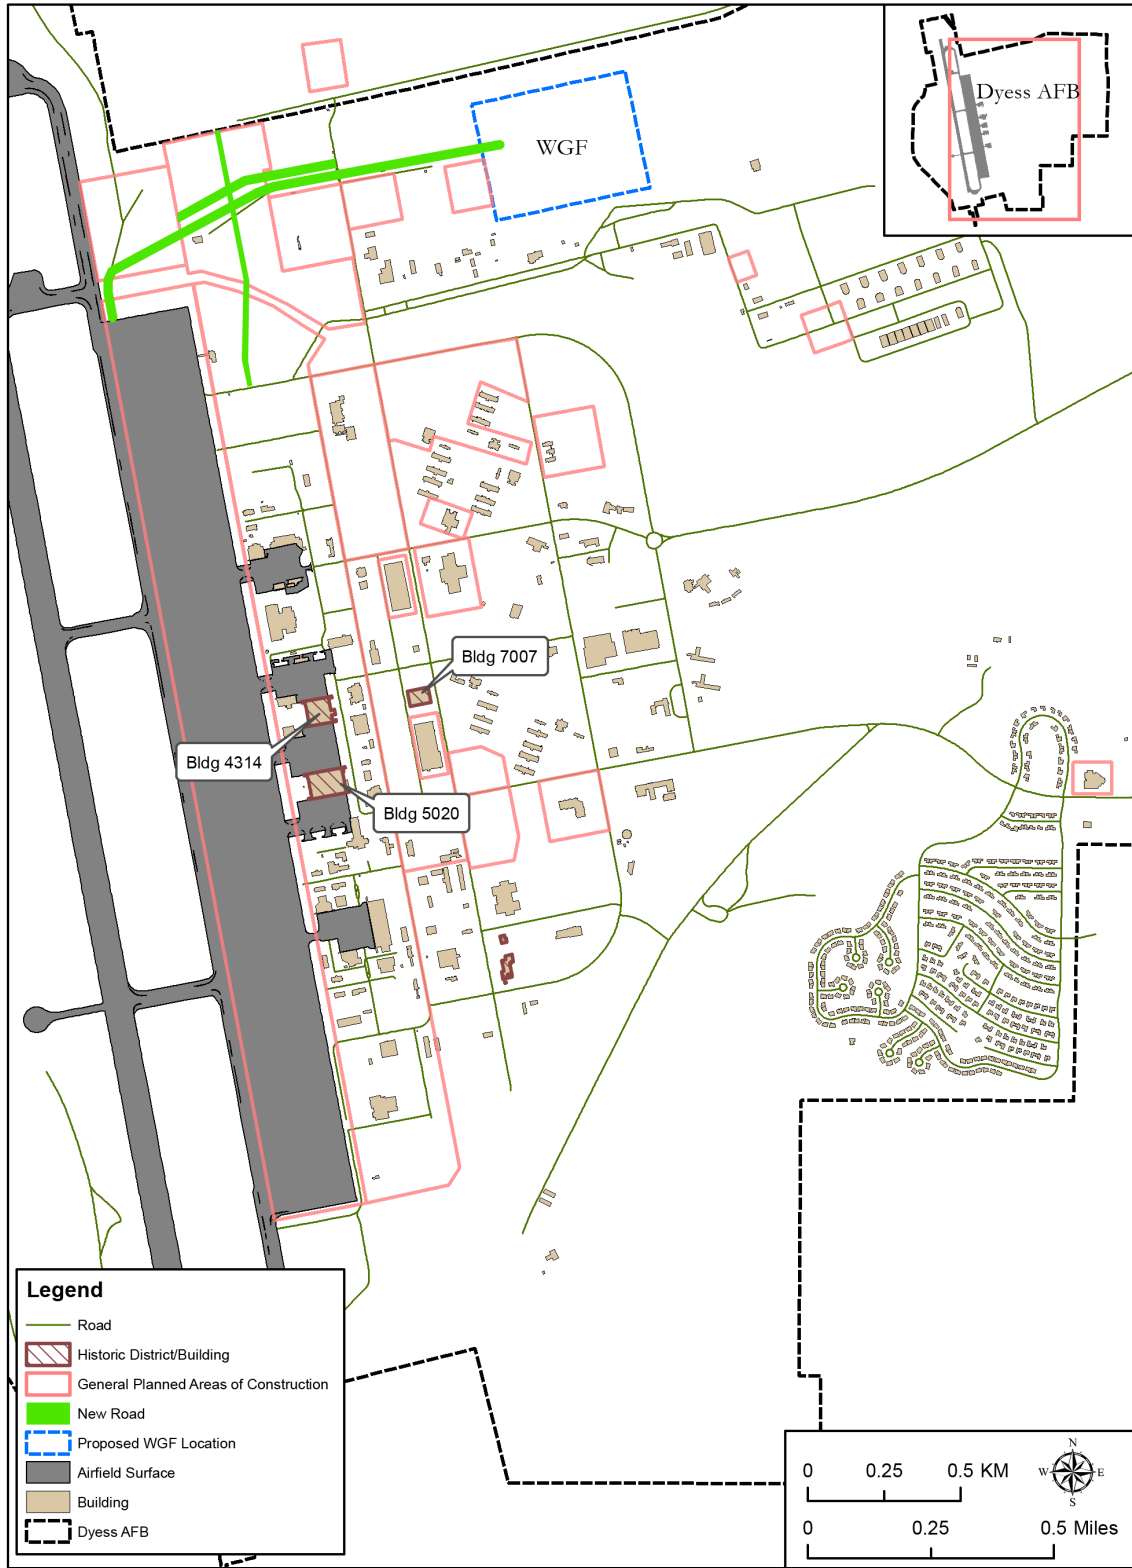 Dyess AFB
WGF
Bldg 7007
Bldg 4314
Bldg 5020
Legend
Road
Historic District/Building
General Planned Areas of Construction
New Road
Proposed WGF Location
Airfield Surface
Building
Dyess AFB
N
W E
S
0 0.25 0.5 KM
0 0.25 0.5 Miles